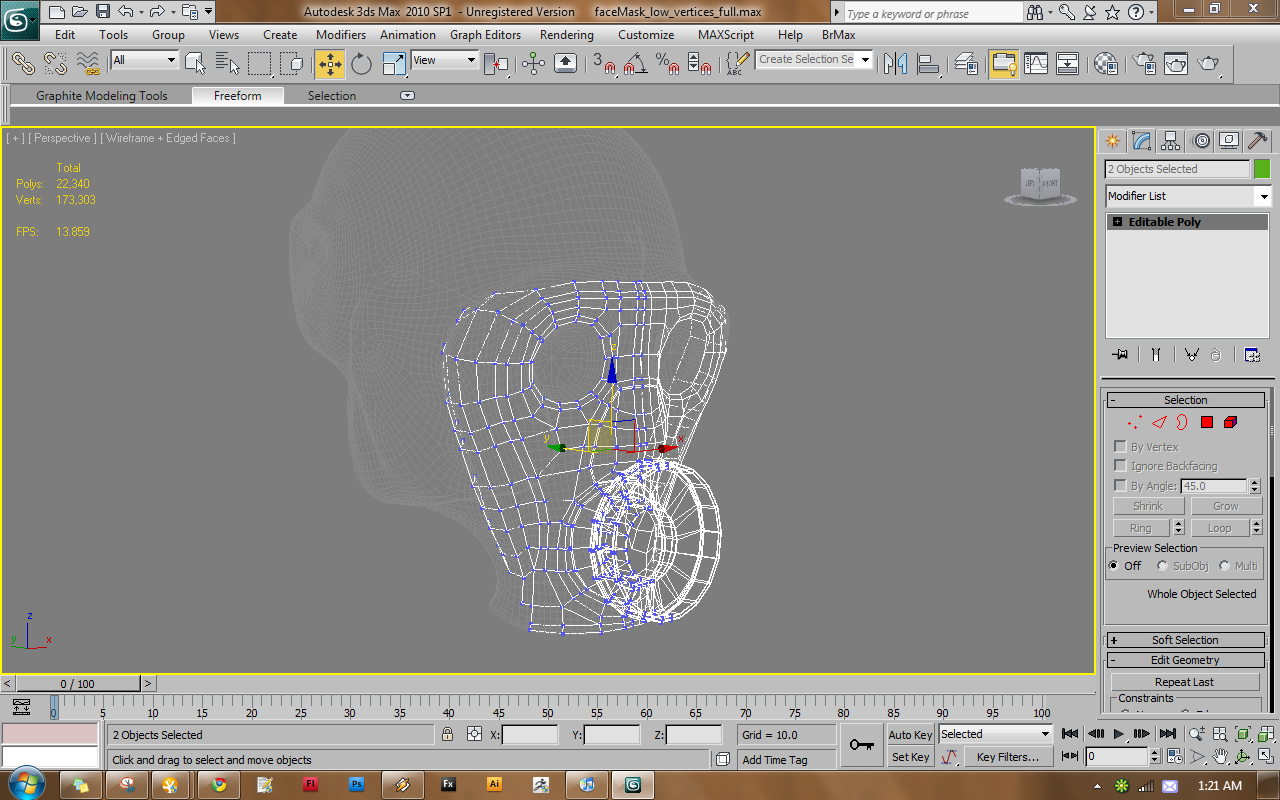 Autodesk 3ds Max 2010 SP1 - Unregistered Version faceMask_low_vertices_full.max
Type a keyword or phrase
Edit Tools Group Views Create Modifiers Animation Graph Editors Rendering Customize MAXScript Help BrMax
All View 3 Create Selection Se
ABC
Graphite Modeling Tools Freeform Selection
[ + ] [ Perspective ] [ Wireframe + Edged Faces ]
Total
Polys: 22,340
Verts: 173,303
FPS: 13.859
FRONT
z
y
x
z
y
x
2 Objects Selected
Modifier List
Editable Poly
- Selection
By Vertex
Ignore Backfacing
By Angle: 45.0
Shrink Grow
Ring Loop
Preview Selection
Off SubObj Multi
Whole Object Selected
+ Soft Selection
- Edit Geometry
Repeat Last
Constraints
< 0 / 100 >
0 5 10 15 20 25 30 35 40 45 50 55 60 65 70 75 80 85 90 95 100
2 Objects Selected X: Y: Z: Grid = 10.0 Auto Key Selected
Click and drag to select and move objects Add Time Tag Set Key Key Filters... 0
Fl Ps Fx Ai 1:21 AM